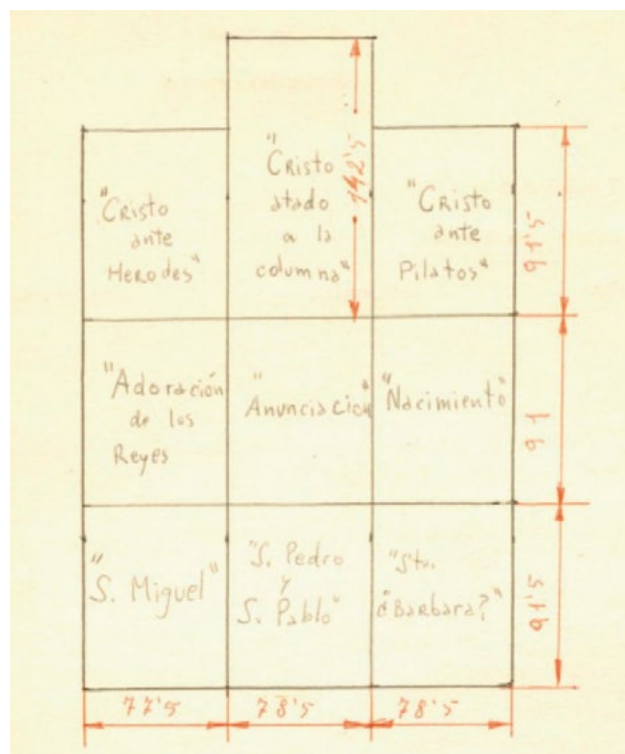 "Cristo
ante
Herodes"
"Cristo
atado
a la
columna"
142'5
"Cristo
ante
Pilatos"
91'5
"Adoración
de los
Reyes
"Anunciación"
"Nacimiento"
91
"S. Miguel"
"S. Pedro
y
S. Pablo"
"Sta.
¿Barbara?"
91'5
77'5
78'5
78'5